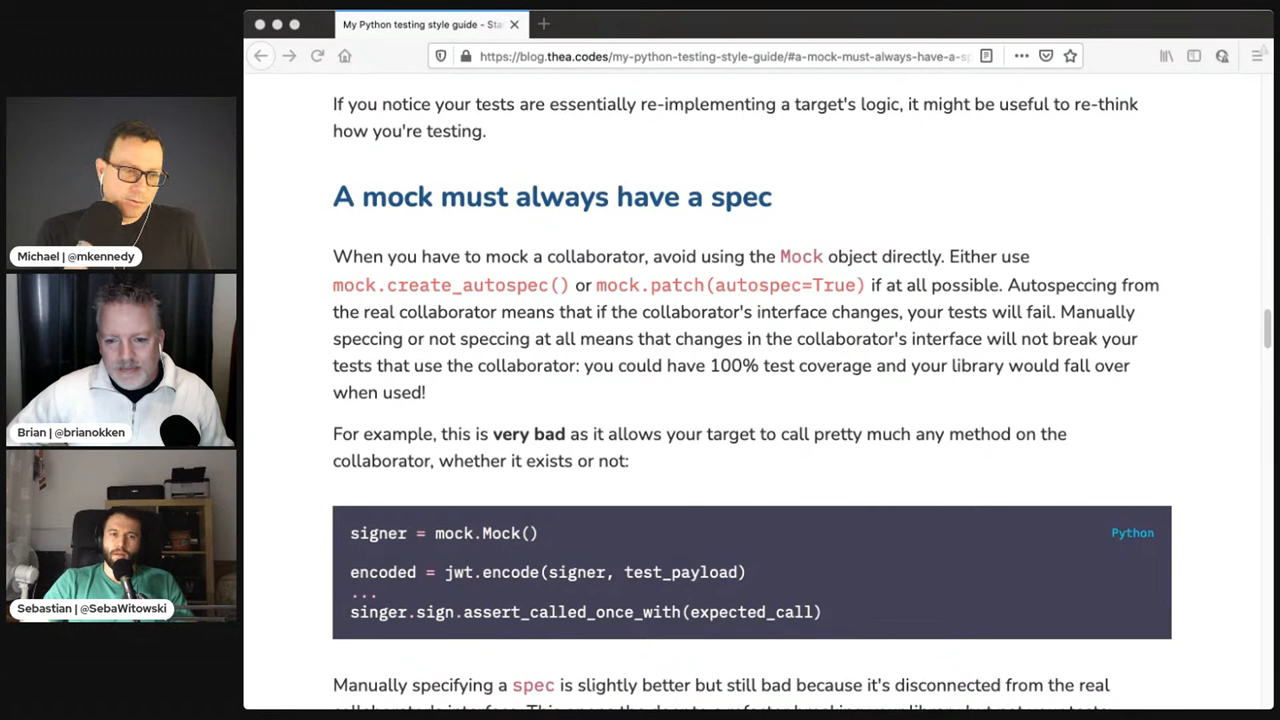 My Python testing style guide - Sta
https://blog.thea.codes/my-python-testing-style-guide/#a-mock-must-always-have-a-sp
If you notice your tests are essentially re-implementing a target's logic, it might be useful to re-think
how you're testing.
A mock must always have a spec
When you have to mock a collaborator, avoid using the Mock object directly. Either use
mock.create_autospec() or mock.patch(autospec=True) if at all possible. Autospeccing from
the real collaborator means that if the collaborator's interface changes, your tests will fail. Manually
speccing or not speccing at all means that changes in the collaborator's interface will not break your
tests that use the collaborator: you could have 100% test coverage and your library would fall over
when used!
For example, this is very bad as it allows your target to call pretty much any method on the
collaborator, whether it exists or not:
Python
signer = mock.Mock()
encoded = jwt.encode(signer, test_payload)
...
singer.sign.assert_called_once_with(expected_call)
Manually specifying a spec is slightly better but still bad because it's disconnected from the real
Michael | @mkennedy
Brian | @brianokken
Sebastian | @SebaWitowski